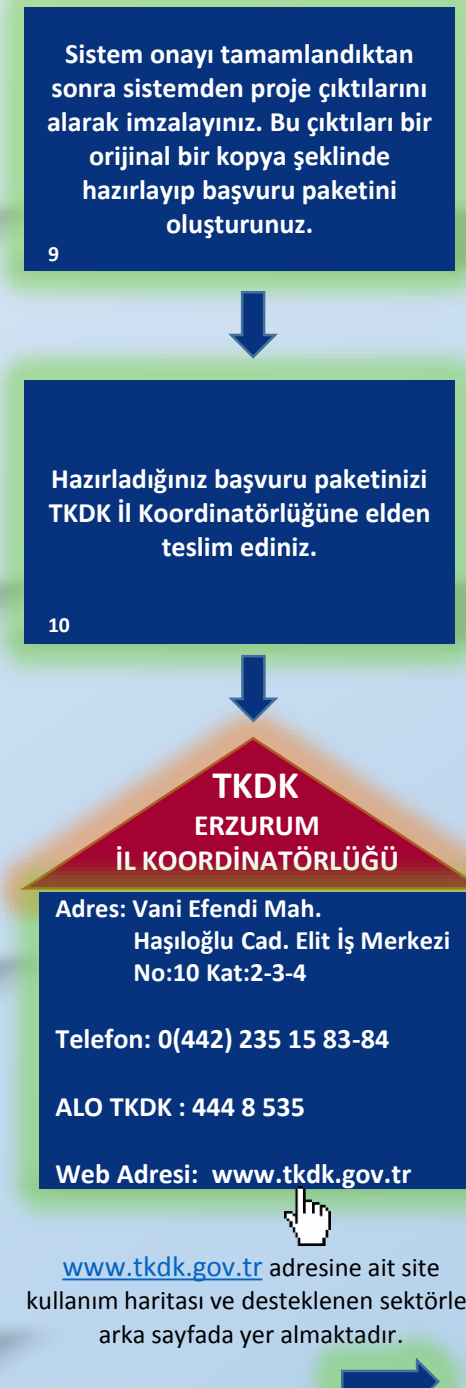 Sistem onayı tamamlandıktan
sonra sistemden proje çıktılarını
alarak imzalayınız. Bu çıktıları bir
orijinal bir kopya şeklinde
hazırlayıp başvuru paketini
oluşturunuz.
9
Hazırladığınız başvuru paketinizi
TKDK İl Koordinatörlüğüne elden
teslim ediniz.
10
TKDK
ERZURUM
İL KOORDİNATÖRLÜĞÜ
Adres: Vani Efendi Mah.
Haşıloğlu Cad. Elit İş Merkezi
No:10 Kat:2-3-4
Telefon: 0(442) 235 15 83-84
ALO TKDK : 444 8 535
Web Adresi: www.tkdk.gov.tr
www.tkdk.gov.tr adresine ait site
kullanım haritası ve desteklenen sektörle
arka sayfada yer almaktadır.